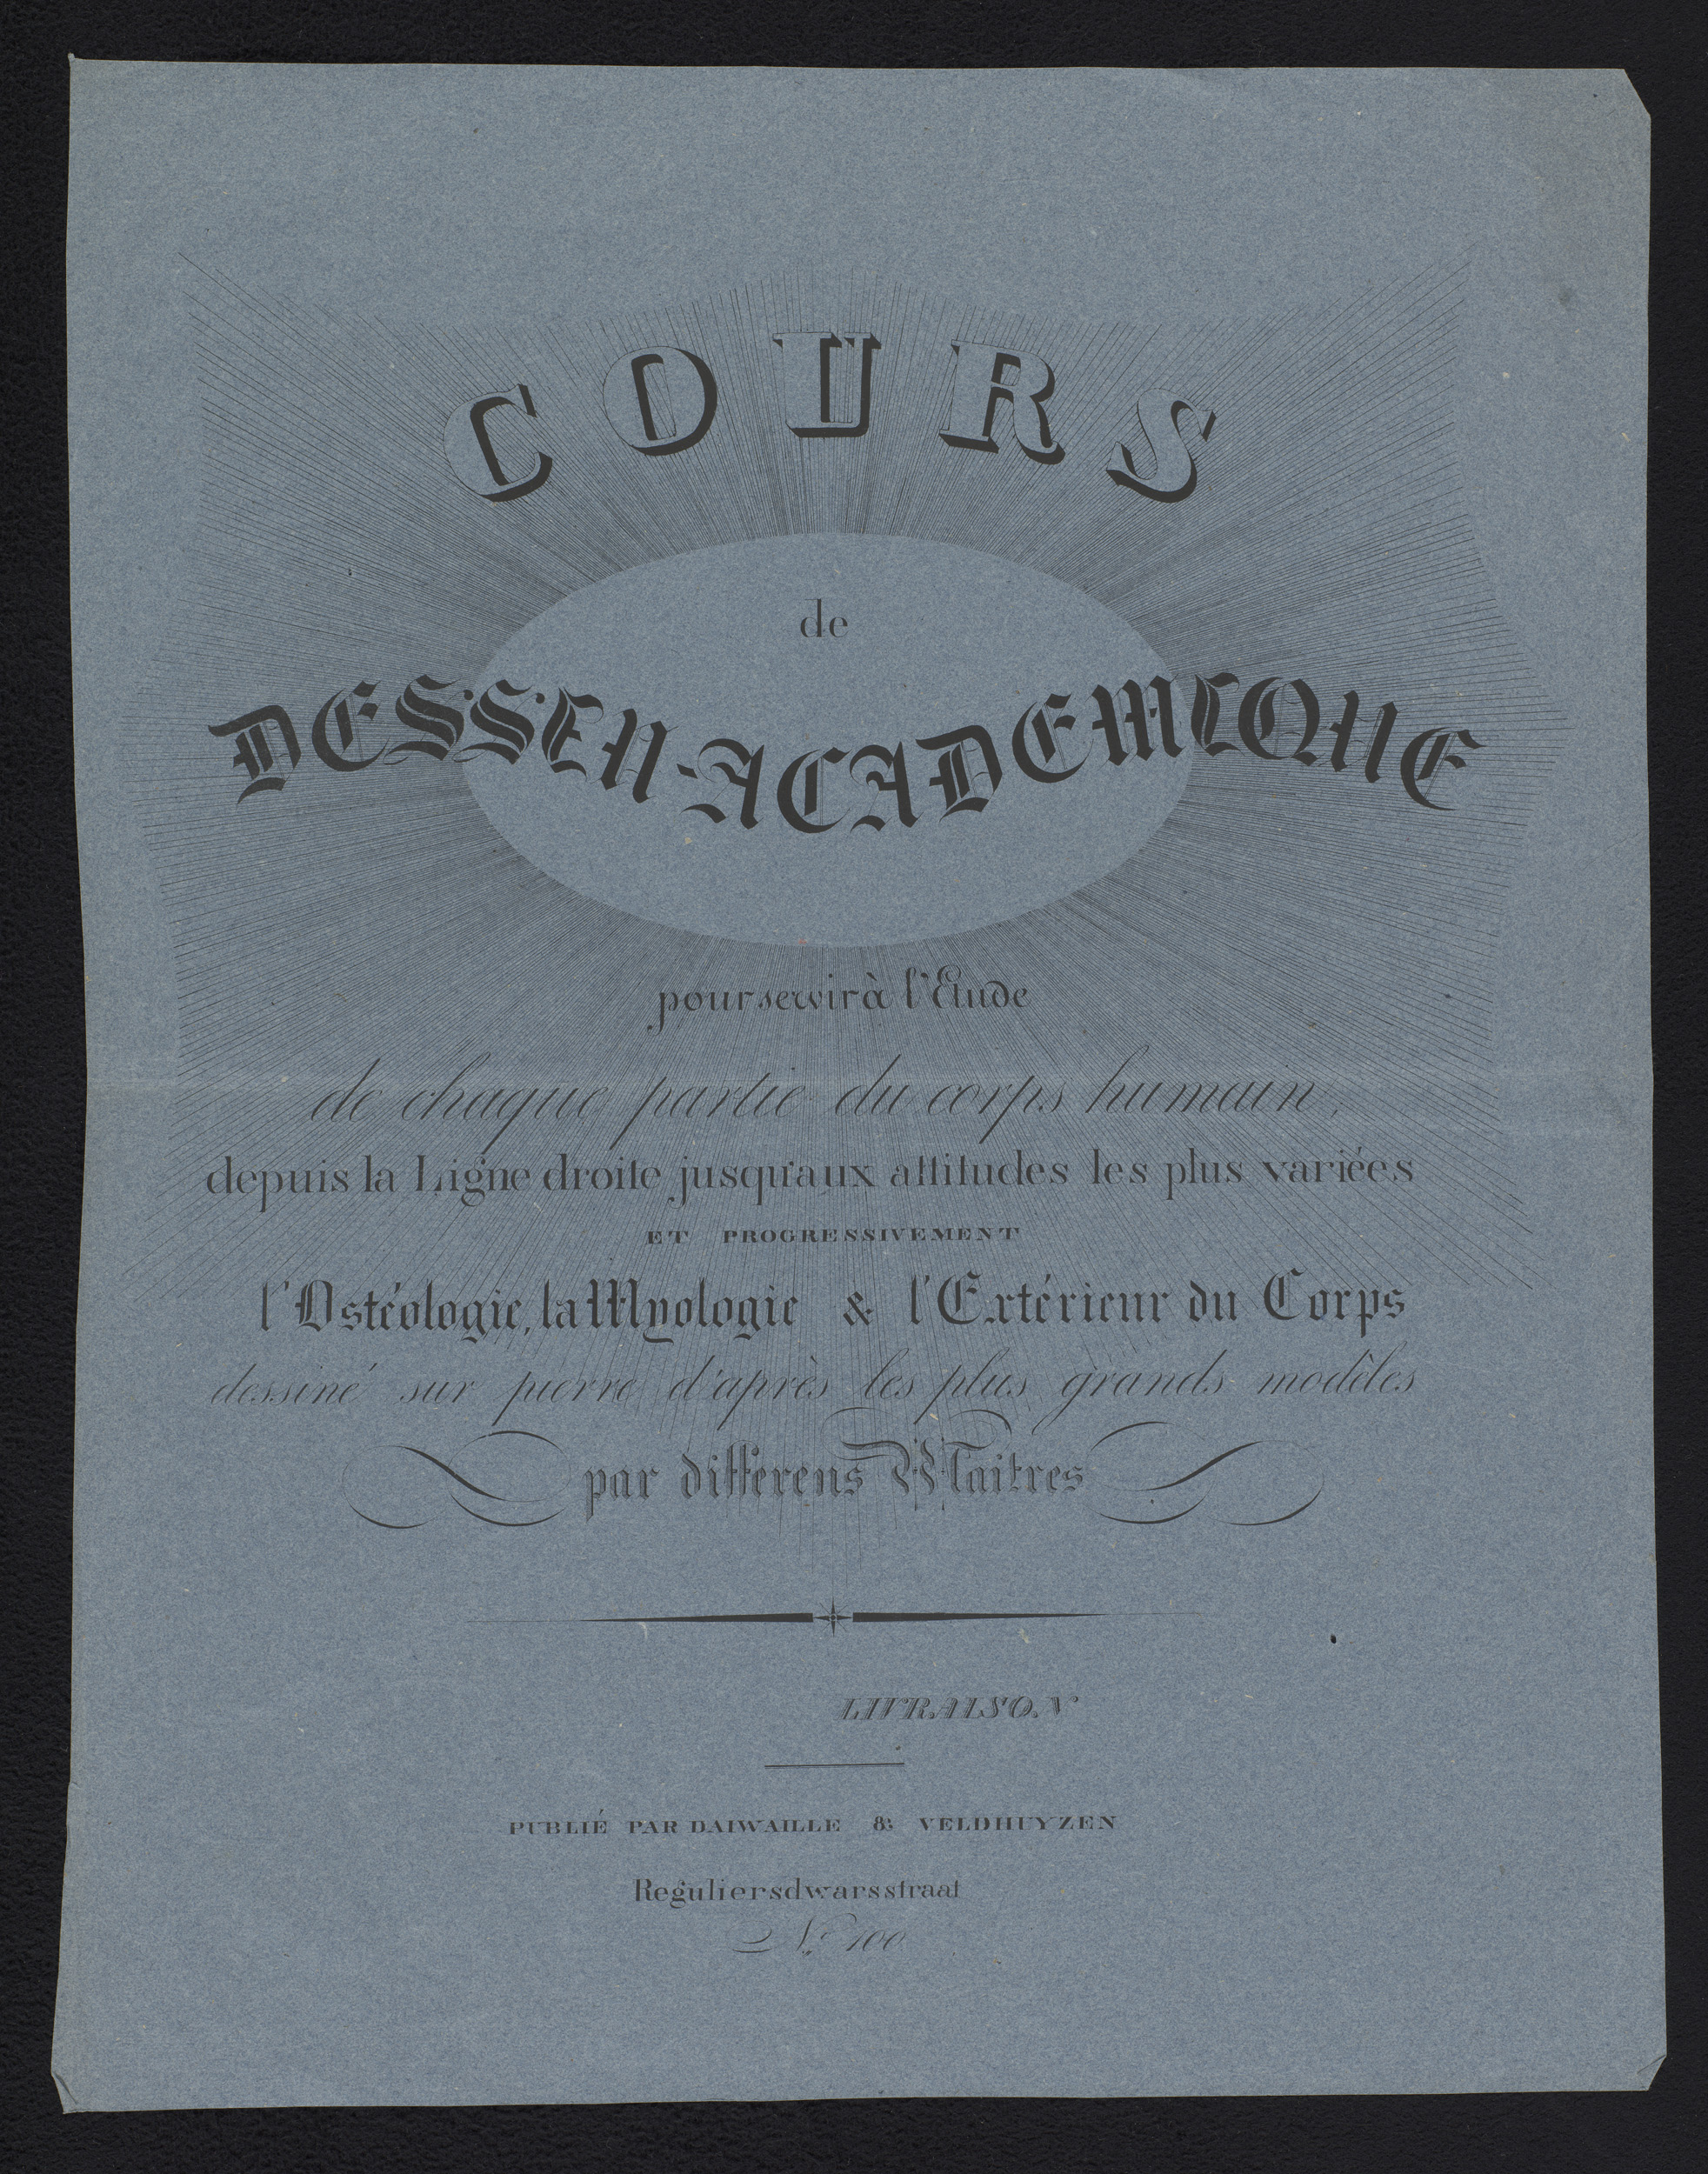 COURS
de
DESSEN-ACADEMIQUE
pour servir à l'Etude
de chaque partie du corps humain,
depuis la Ligne droite jusqu'aux attitudes les plus variées
ET PROGRESSIVEMENT
l'Ostéologie, la Myologie & l'Extérieur du Corps
dessiné sur pierre d'après les plus grands modèles
par differens Maitres
LIVRAISON
PUBLIÉ PAR DAIWAILLE & VELDHUYZEN
Reguliersdwarsstraat
N.º 100